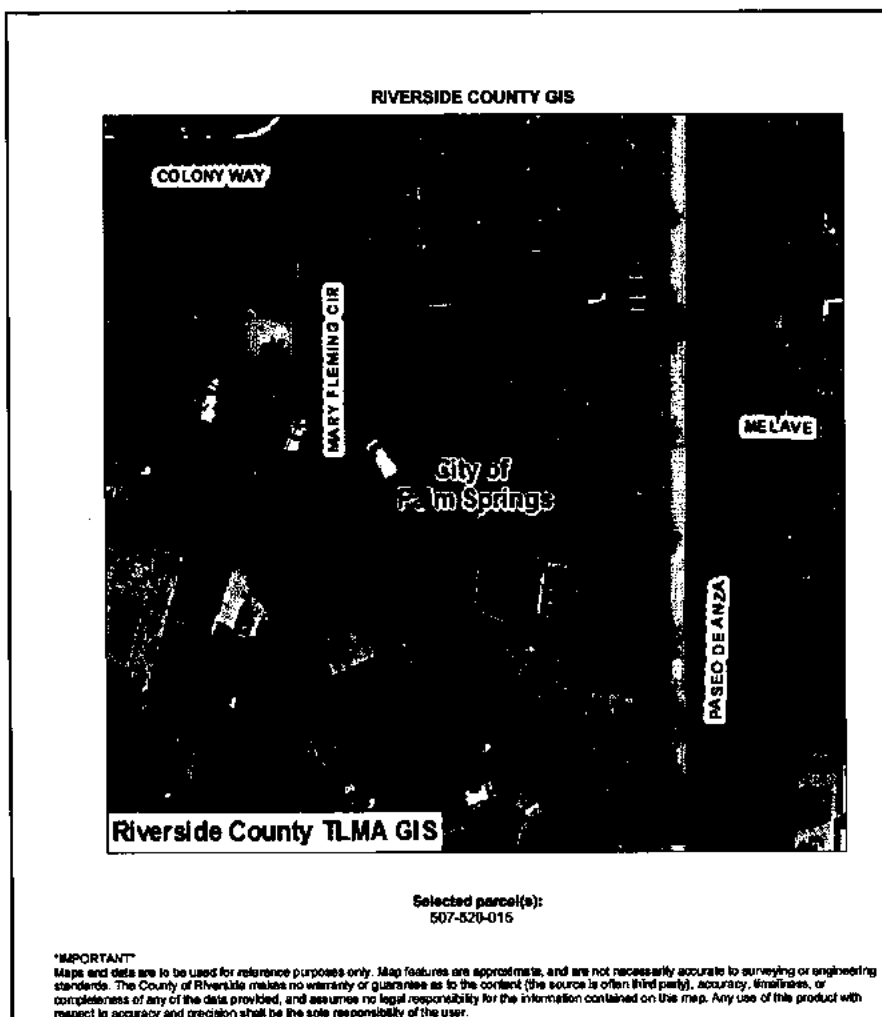 RIVERSIDE COUNTY GIS
COLONY WAY
MARY FLEMING CIR
MEL AVE
City of
Palm Springs
PASEO DE ANZA
Riverside County TLMA GIS
Selected parcel(s):
507-520-015
*IMPORTANT*
Maps and data are to be used for reference purposes only. Map features are approximate, and are not necessarily accurate to surveying or engineering
standards. The County of Riverside makes no warranty or guarantee as to the content (the source is often third party), accuracy, timeliness, or
completeness of any of the data provided, and assumes no legal responsibility for the information contained on this map. Any use of this product with
respect to accuracy and precision shall be the sole responsibility of the user.